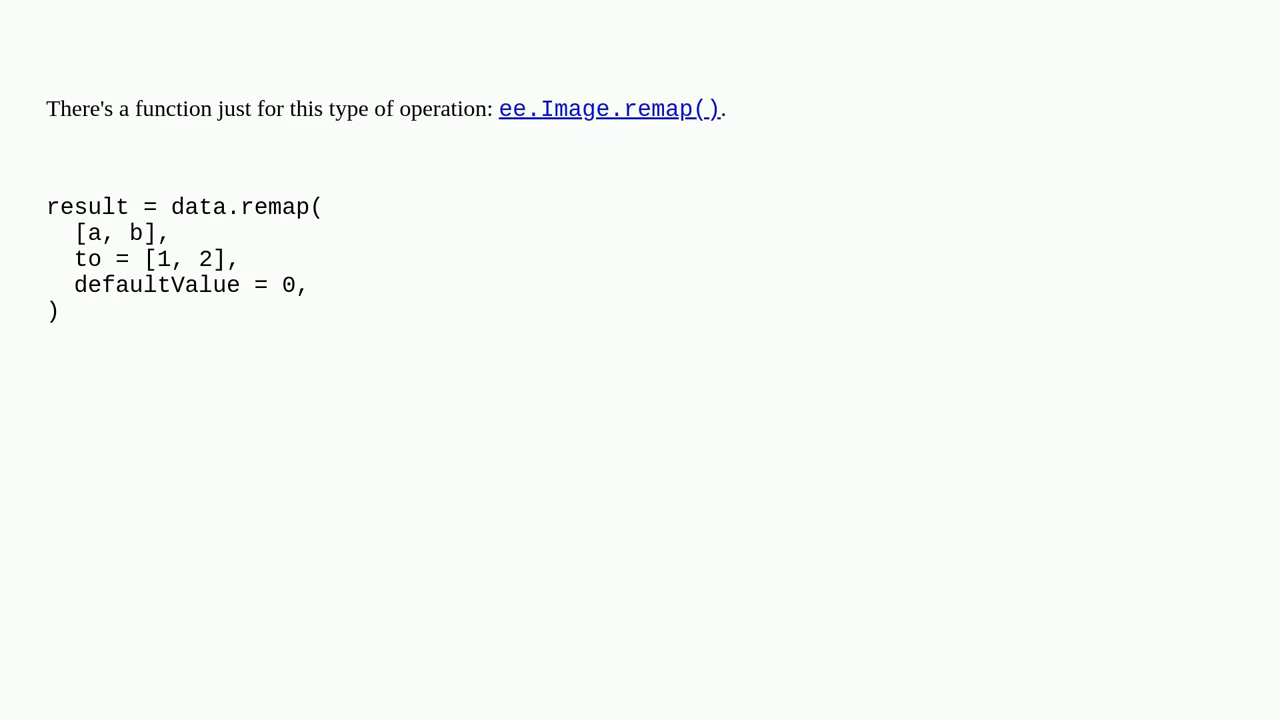 There's a function just for this type of operation: ee.Image.remap().
result = data.remap(
  [a, b],
  to = [1, 2],
  defaultValue = 0,
)